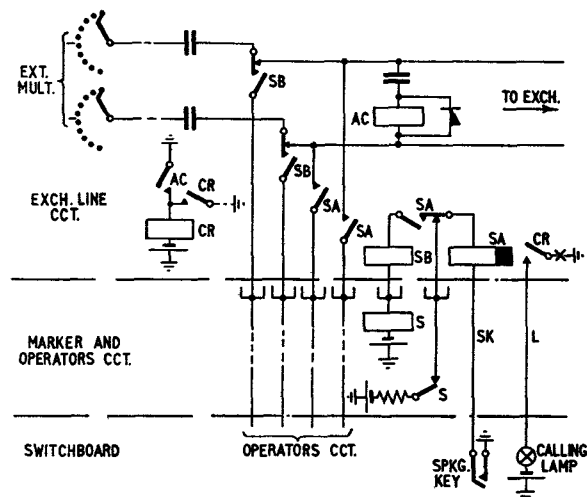 EXT.
MULT.
SB
AC
TO EXCH.
SB
AC
CR
EXCH. LINE
CCT.
SA
SA
SA
CR
SB
SA
CR
S
MARKER AND
OPERATORS CCT.
SK
L
S
SWITCHBOARD
OPERATORS CCT.
SPKG.
KEY
CALLING
LAMP